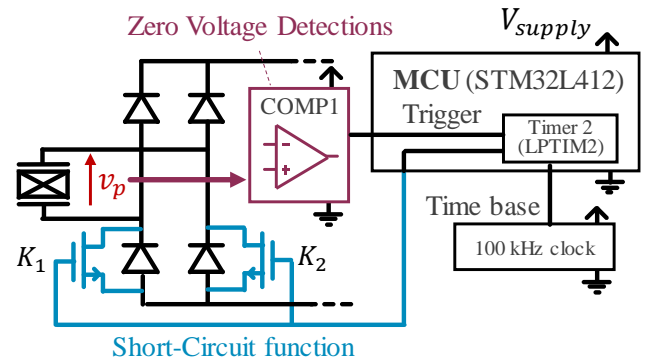 Zero Voltage Detections
V_supply
COMP1
MCU (STM32L412)
Trigger
Timer 2
(LPTIM2)
v_p
Time base
K_1
K_2
100 kHz clock
Short-Circuit function